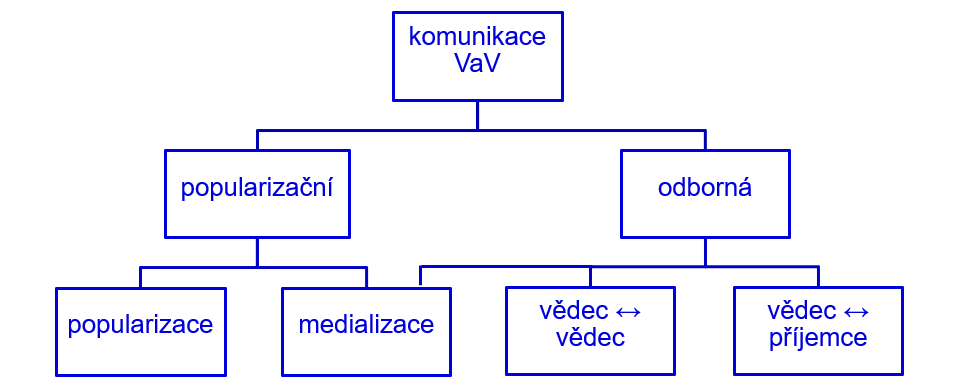 komunikace
VaV
popularizační
odborná
popularizace
medializace
vědec ↔
vědec
vědec ↔
příjemce